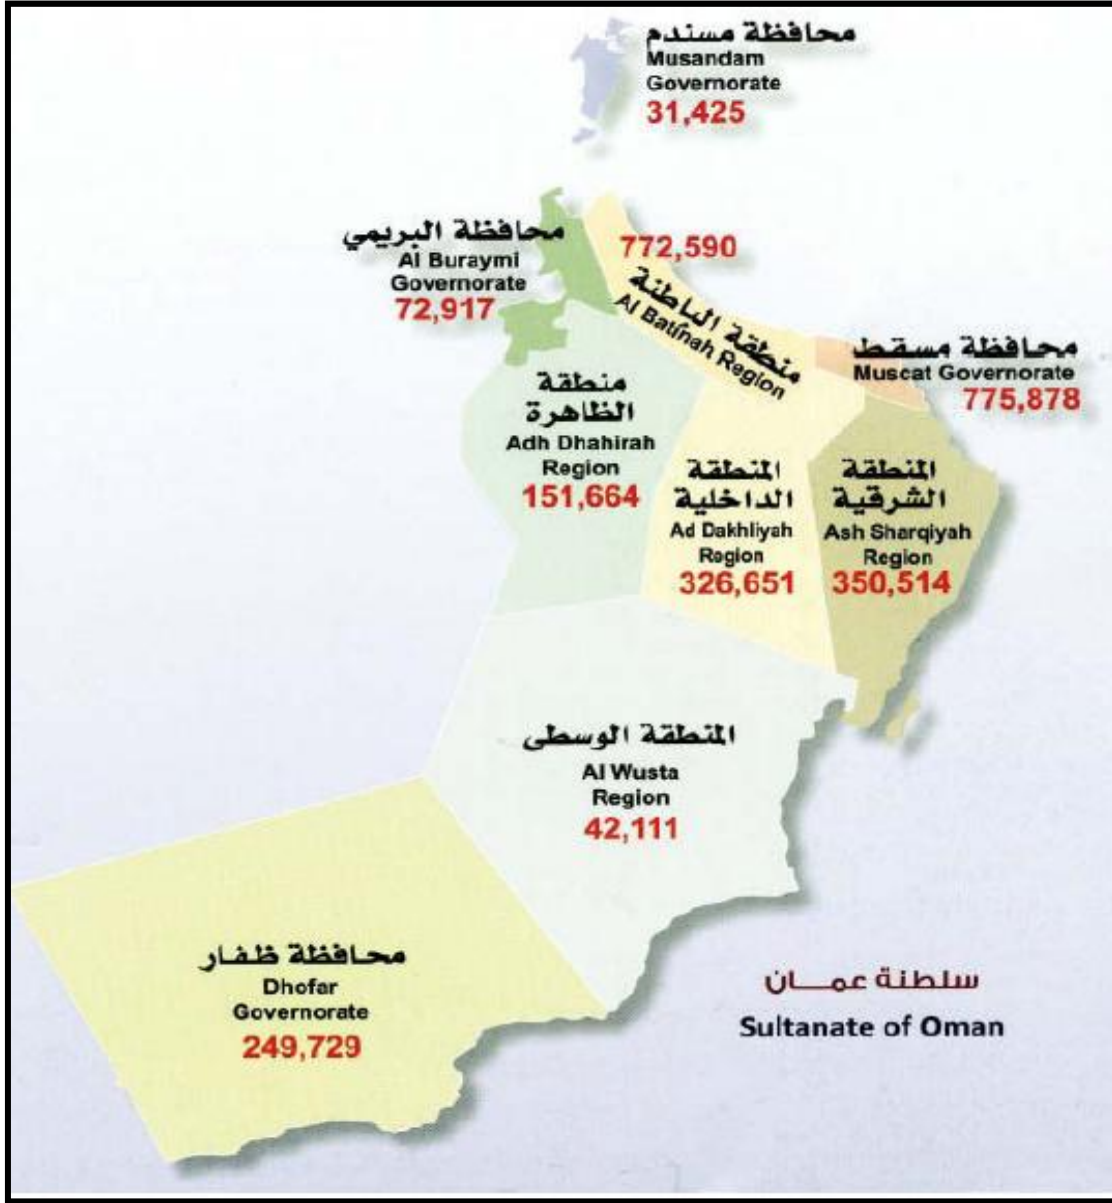 محافظة مسندم
Musandam
Governorate
31,425
محافظة البريمي
Al Buraymi
Governorate
72,917
772,590
منطقة الباطنة
Al Batinah Region
محافظة مسقط
Muscat Governorate
775,878
منطقة
الظاهرة
Adh Dhahirah
Region
151,664
المنطقة
الداخلية
Ad Dakhliyah
Region
326,651
المنطقة
الشرقية
Ash Sharqiyah
Region
350,514
المنطقة الوسطى
Al Wusta
Region
42,111
محافظة ظفار
Dhofar
Governorate
249,729
سلطنة عمـــان
Sultanate of Oman